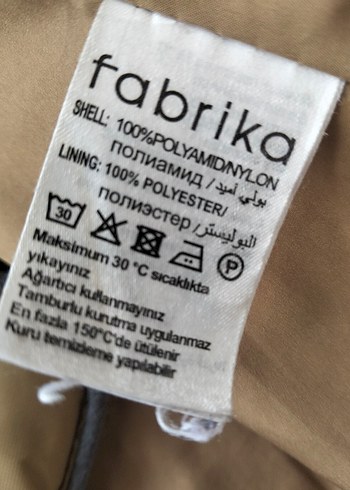 fabrika
SHELL: 100%POLYAMID/NYLON
ПОЛИАМИД / بولي أميد
LINING: 100% POLYESTER/
ПОЛИЭСТЕР / البوليستر
30 P
Maksimum 30 °C sıcaklıkta
yıkayınız
Ağartıcı kullanmayınız
Tamburlu kurutma uygulanmaz
En fazla 150°C'de ütülenir
Kuru temizleme yapılabilir